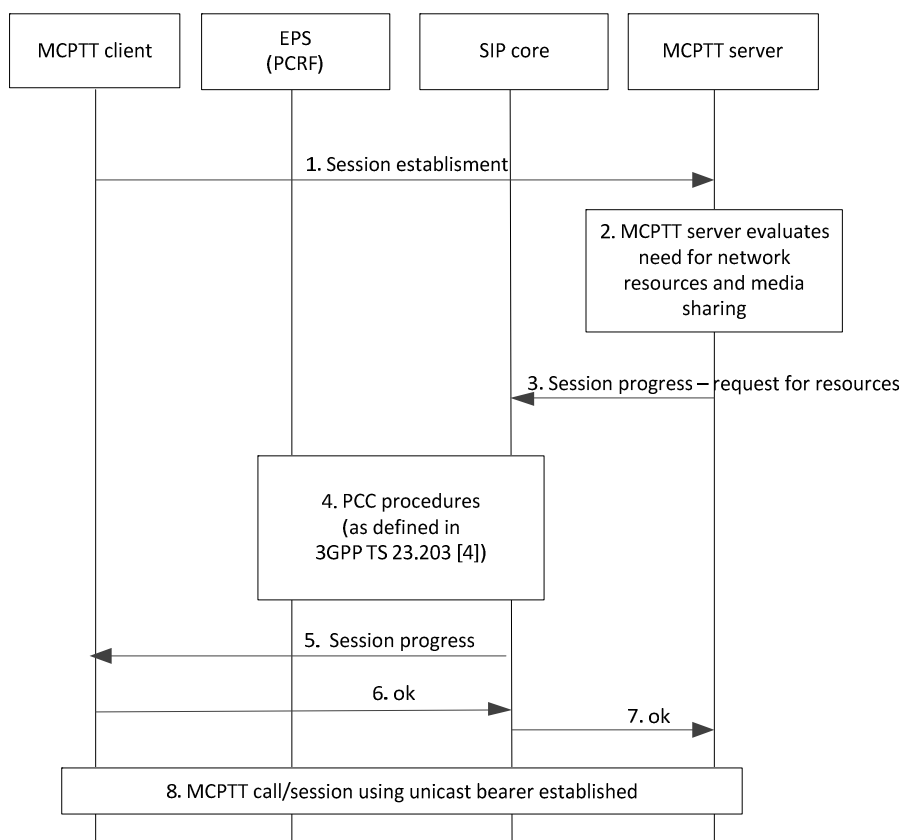 MCPTT client
EPS
(PCRF)
SIP core
MCPTT server
1. Session establisment
2. MCPTT server evaluates
need for network
resources and media
sharing
3. Session progress – request for resources
4. PCC procedures
(as defined in
3GPP TS 23.203 [4])
5. Session progress
6. ok
7. ok
8. MCPTT call/session using unicast bearer established